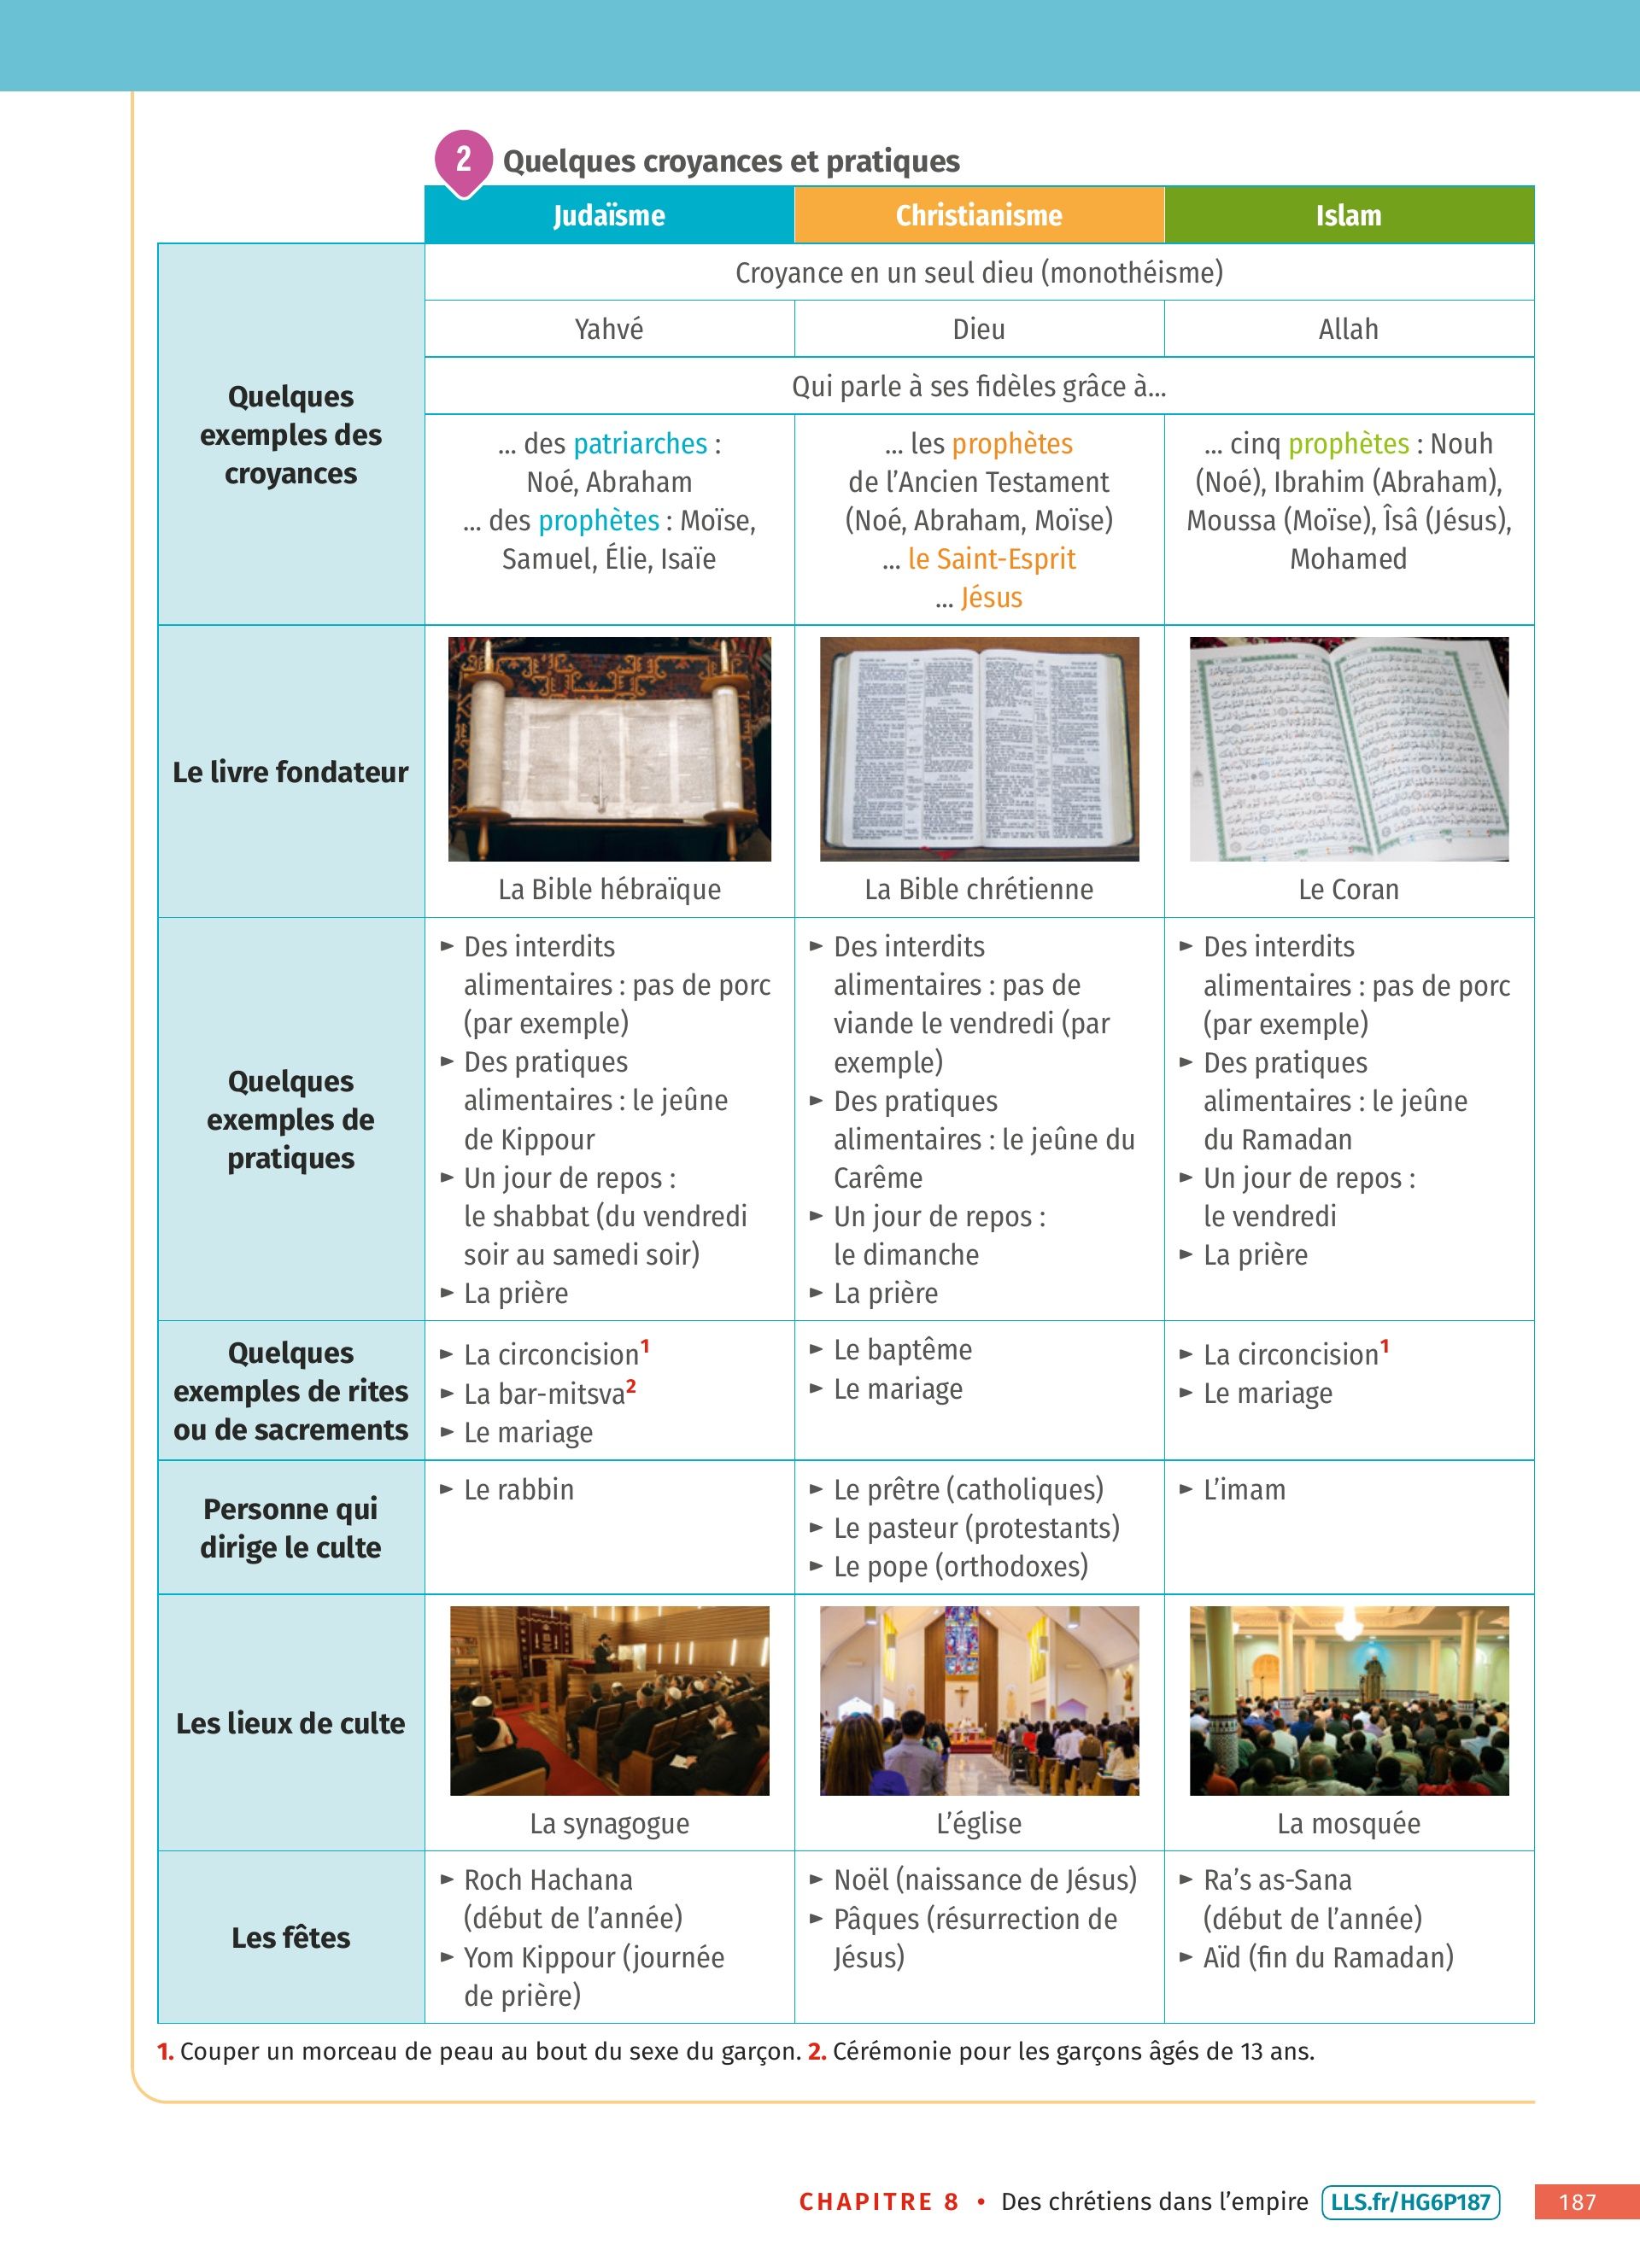 2
Quelques croyances et pratiques
Judaïsme
Christianisme
Islam
Quelques
exemples des
croyances
Croyance en un seul dieu (monothéisme)
Yahvé
Dieu
Allah
Qui parle à ses fidèles grâce à...
... des patriarches :
Noé, Abraham
... des prophètes : Moïse,
Samuel, Élie, Isaïe
... les prophètes
de l'Ancien Testament
(Noé, Abraham, Moïse)
... le Saint-Esprit
... Jésus
... cinq prophètes : Nouh
(Noé), Ibrahim (Abraham),
Moussa (Moïse), Îsâ (Jésus),
Mohamed
Le livre fondateur
La Bible hébraïque
La Bible chrétienne
Le Coran
Quelques
exemples de
pratiques
► Des interdits
alimentaires : pas de porc
(par exemple)
► Des pratiques
alimentaires : le jeûne
de Kippour
► Un jour de repos :
le shabbat (du vendredi
soir au samedi soir)
► La prière
► Des interdits
alimentaires : pas de
viande le vendredi (par
exemple)
► Des pratiques
alimentaires : le jeûne du
Carême
► Un jour de repos :
le dimanche
► La prière
► Des interdits
alimentaires : pas de porc
(par exemple)
► Des pratiques
alimentaires : le jeûne
du Ramadan
► Un jour de repos :
le vendredi
► La prière
Quelques
exemples de rites
ou de sacrements
► La circoncision1
► La bar-mitsva2
► Le mariage
► Le baptême
► Le mariage
► La circoncision1
► Le mariage
Personne qui
dirige le culte
► Le rabbin
► Le prêtre (catholiques)
► Le pasteur (protestants)
► Le pope (orthodoxes)
► L'imam
Les lieux de culte
La synagogue
L'église
La mosquée
Les fêtes
► Roch Hachana
(début de l'année)
► Yom Kippour (journée
de prière)
► Noël (naissance de Jésus)
► Pâques (résurrection de
Jésus)
► Ra's as-Sana
(début de l'année)
► Aïd (fin du Ramadan)
1. Couper un morceau de peau au bout du sexe du garçon. 2. Cérémonie pour les garçons âgés de 13 ans.
CHAPITRE 8 • Des chrétiens dans l'empire LLS.fr/HG6P187 187